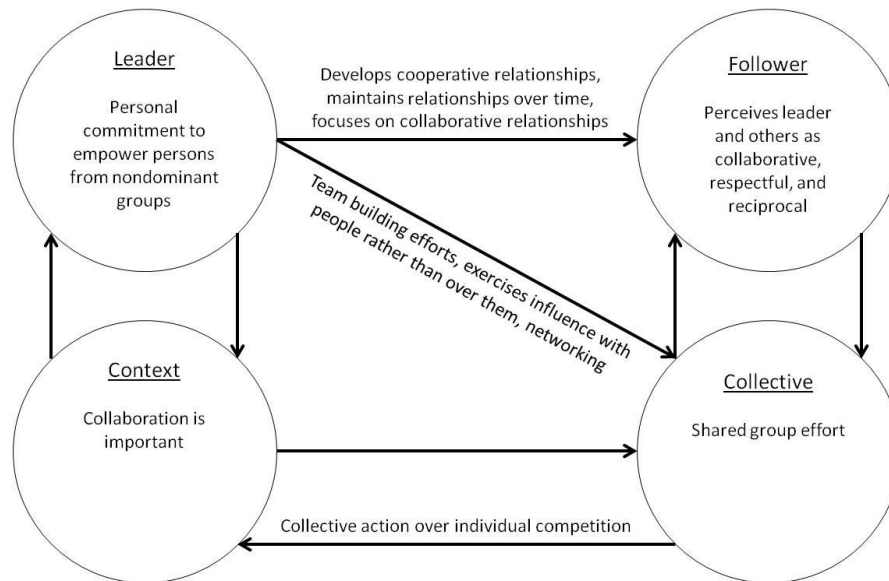 Leader
Personal
commitment to
empower persons
from nondominant
groups
Develops cooperative relationships,
maintains relationships over time,
focuses on collaborative relationships
Follower
Perceives leader
and others as
collaborative,
respectful, and
reciprocal
Team building efforts, exercises influence with
people rather than over them, networking
Context
Collaboration is
important
Collective
Shared group effort
Collective action over individual competition